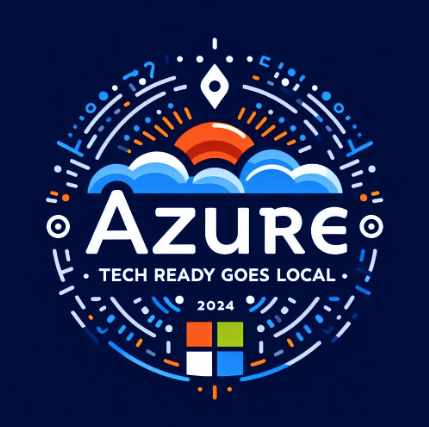 AZURE
• TECH READY GOES LOCAL •
2024